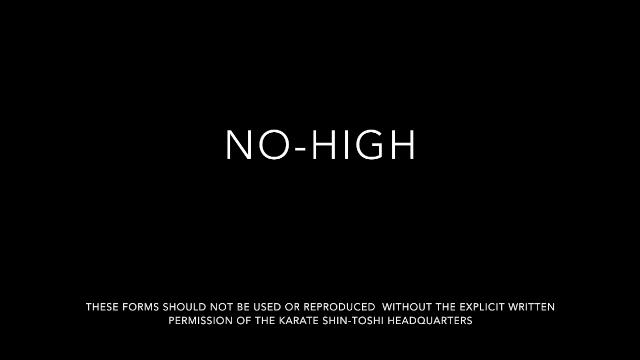 NO-HIGH
THESE FORMS SHOULD NOT BE USED OR REPRODUCED  WITHOUT THE EXPLICIT WRITTEN
PERMISSION OF THE KARATE SHIN-TOSHI HEADQUARTERS